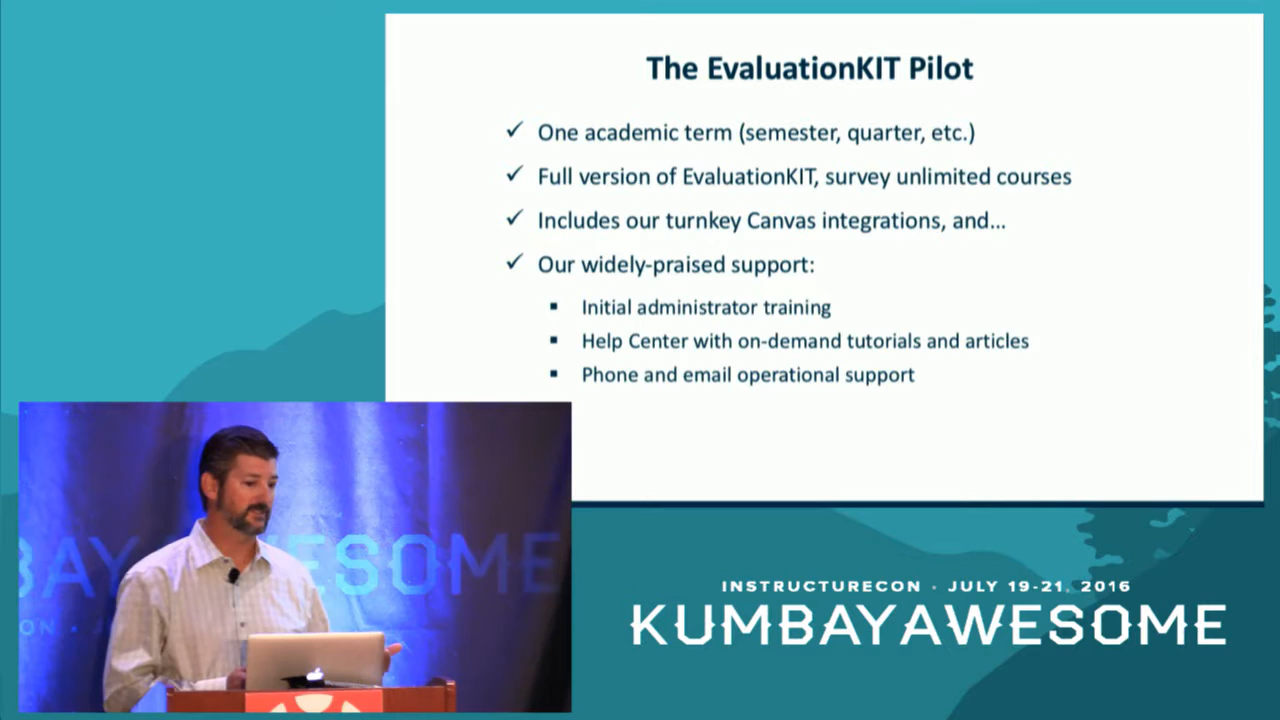 The EvaluationKIT Pilot
✓ One academic term (semester, quarter, etc.)
✓ Full version of EvaluationKIT, survey unlimited courses
✓ Includes our turnkey Canvas integrations, and...
✓ Our widely-praised support:
▪ Initial administrator training
▪ Help Center with on-demand tutorials and articles
▪ Phone and email operational support
BAYAWESOME
ON · J
INSTRUCTURECON · JULY 19-21, 2016
KUMBAYAWESOME